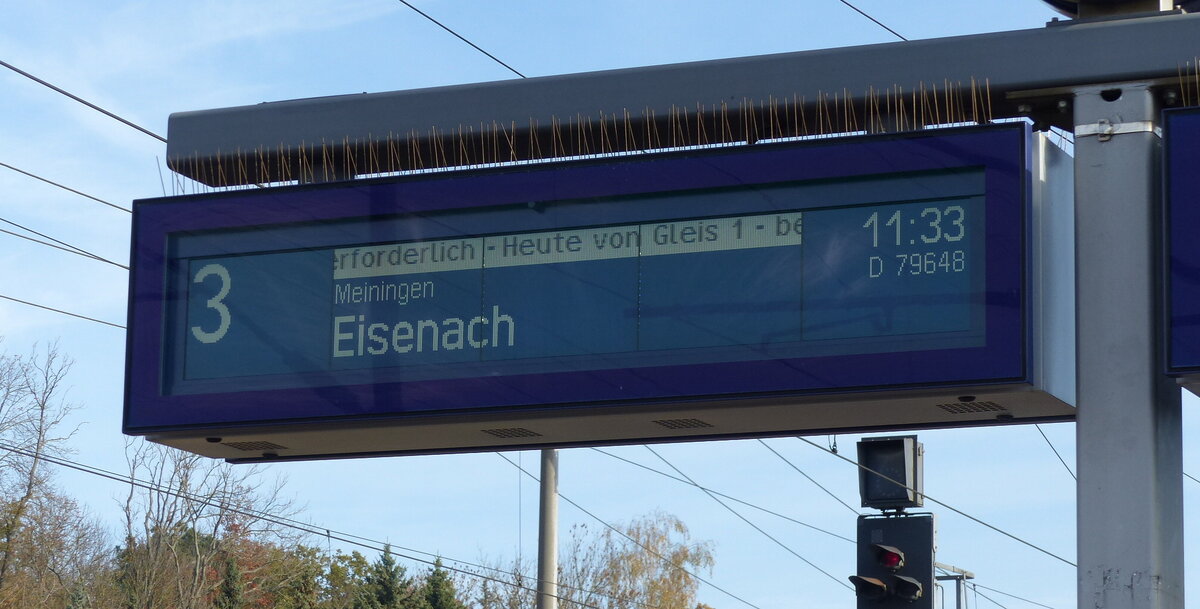 3
erforderlich - Heute von Gleis 1 - be
11:33
D 79648
Meiningen
Eisenach